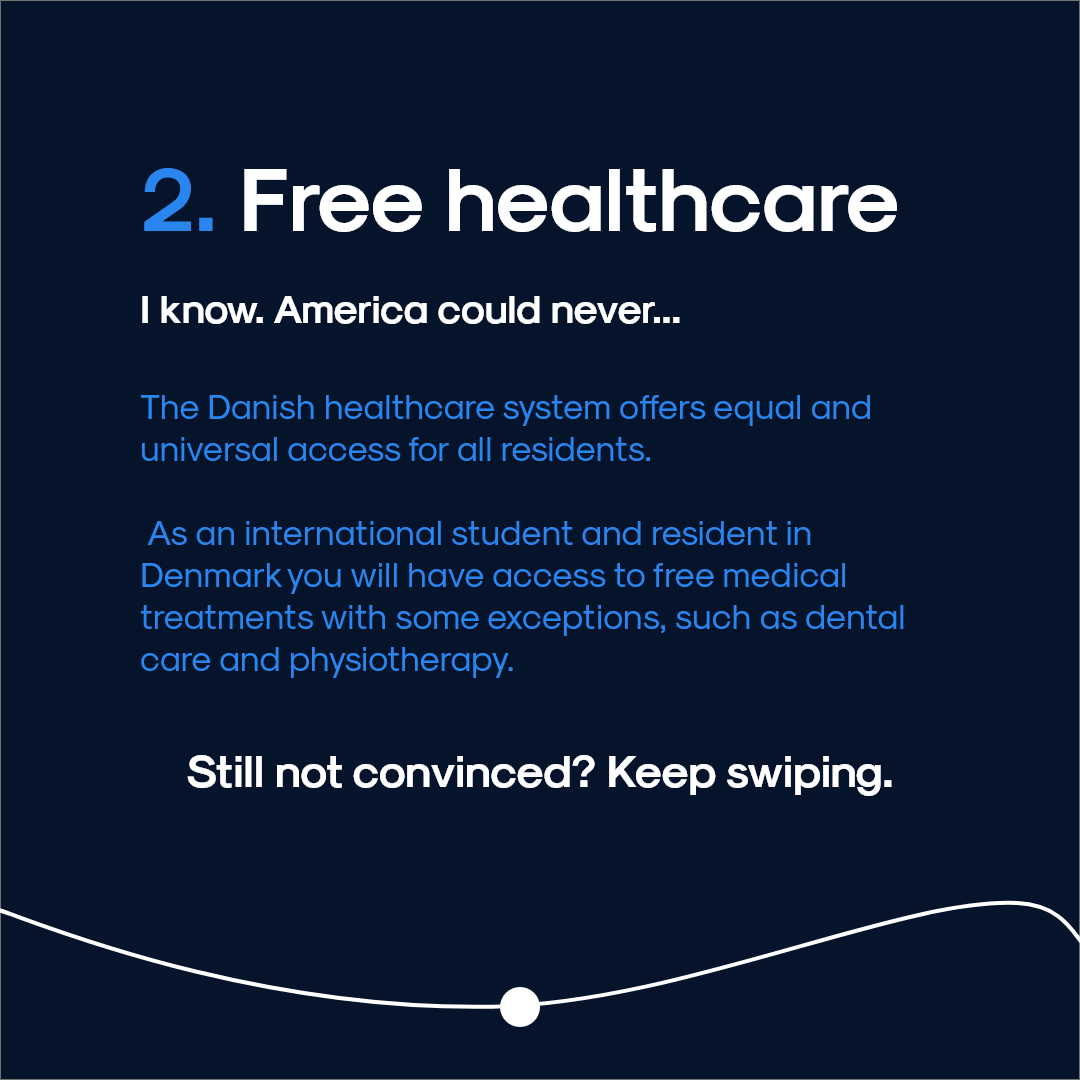 2. Free healthcare
I know. America could never...
The Danish healthcare system offers equal and
universal access for all residents.
As an international student and resident in
Denmark you will have access to free medical
treatments with some exceptions, such as dental
care and physiotherapy.
Still not convinced? Keep swiping.